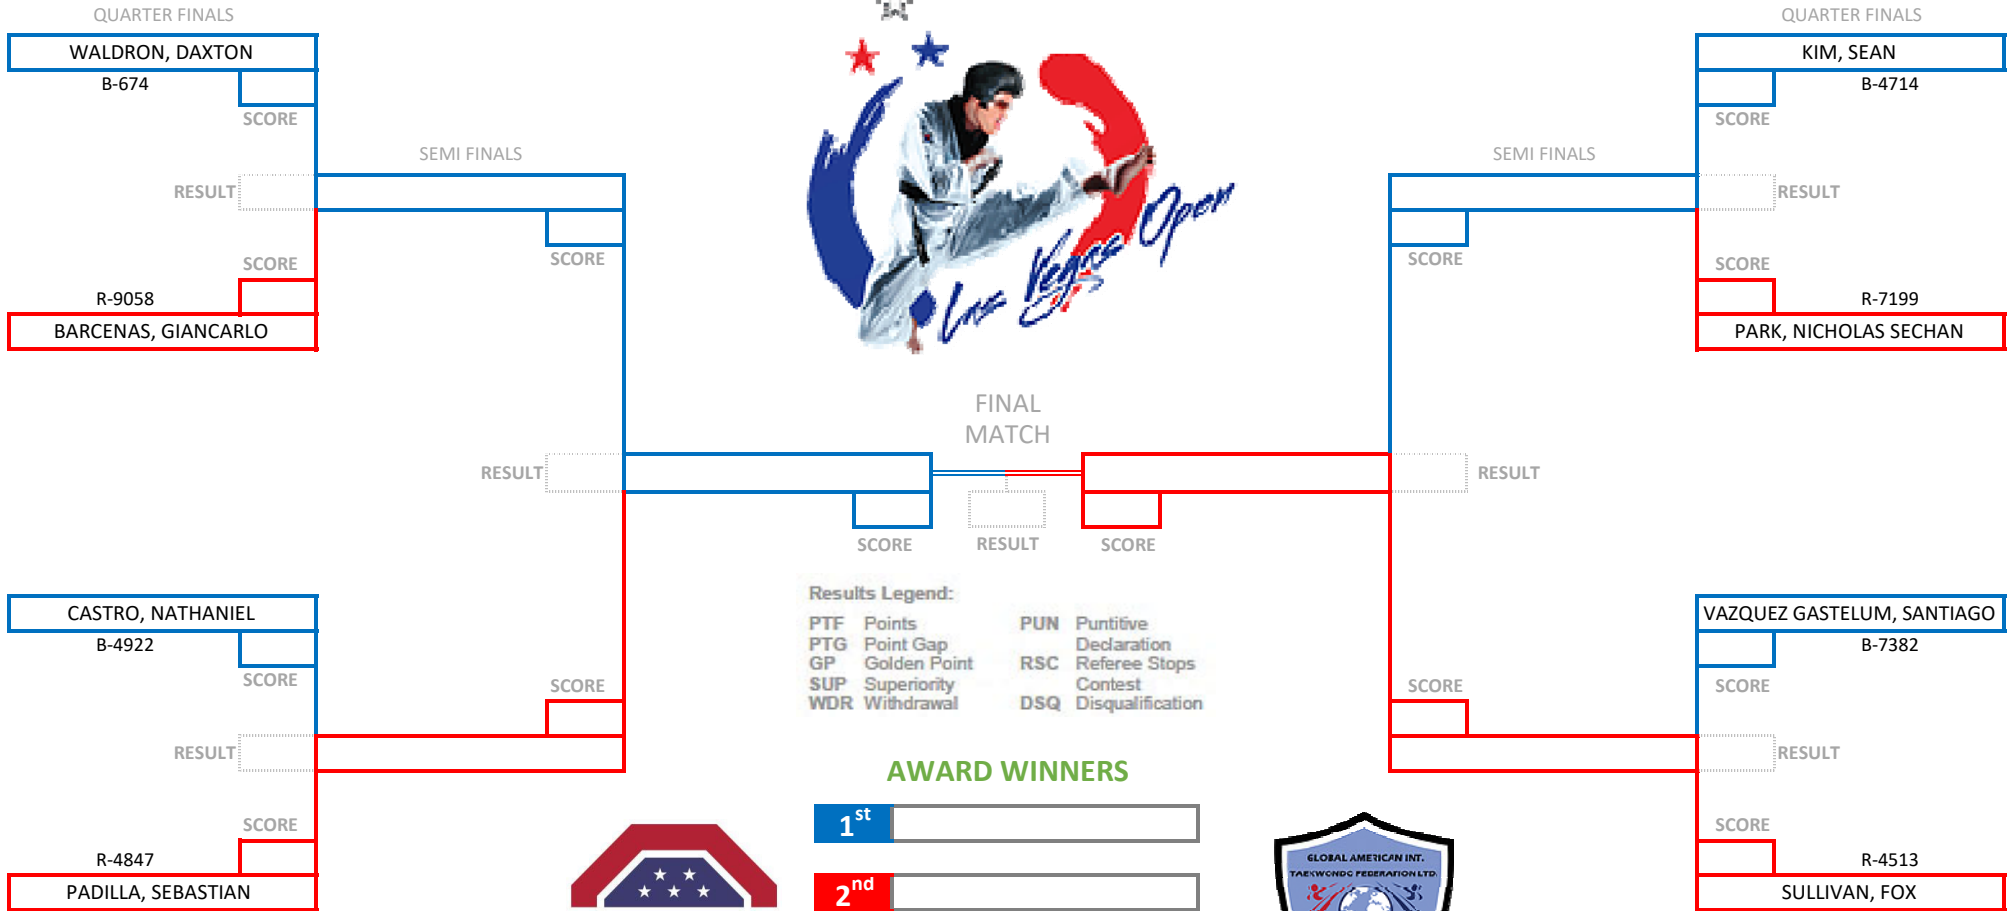 QUARTER FINALS
QUARTER FINALS
WALDRON, DAXTON
KIM, SEAN
B-674
B-4714
SCORE
SCORE
SEMI FINALS
SEMI FINALS
RESULT
RESULT
SCORE
SCORE
SCORE
SCORE
R-9058
R-7199
BARCENAS, GIANCARLO
PARK, NICHOLAS SECHAN
Las Vegas Open
FINAL
MATCH
RESULT
RESULT
SCORE
RESULT
SCORE
Results Legend:
PTF Points
PTG Point Gap
GP Golden Point
SUP Superiority
WDR Withdrawal
PUN Puntitive
Declaration
RSC Referee Stops
Contest
DSQ Disqualification
CASTRO, NATHANIEL
VAZQUEZ GASTELUM, SANTIAGO
B-4922
B-7382
SCORE
SCORE
SCORE
SCORE
RESULT
RESULT
SCORE
SCORE
R-4847
R-4513
PADILLA, SEBASTIAN
SULLIVAN, FOX
AWARD WINNERS
1st
2nd
GLOBAL AMERICAN INT.
TAEKWONDO FEDERATION LTD.